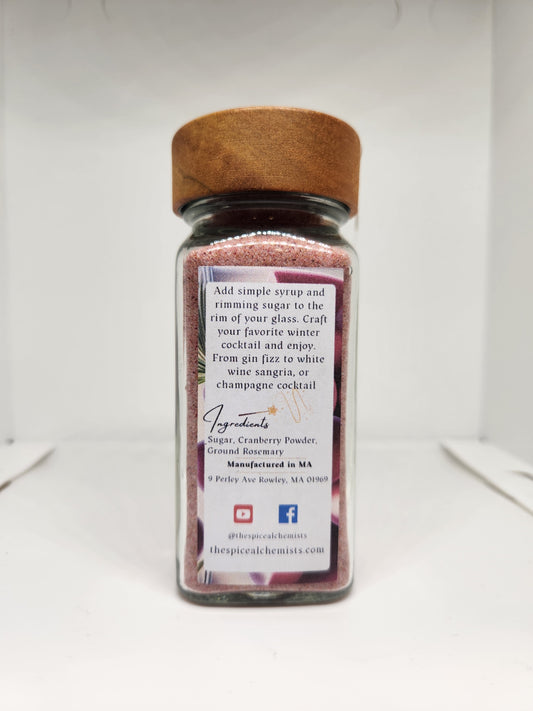 Add simple syrup and
rimming sugar to the
rim of your glass. Craft
your favorite winter
cocktail and enjoy.
From gin fizz to white
wine sangria, or
champagne cocktail
Ingredients
Sugar, Cranberry Powder,
Ground Rosemary
Manufactured in MA
9 Perley Ave Rowley, MA 01969
@thespicealchemists
thespicealchemists.com